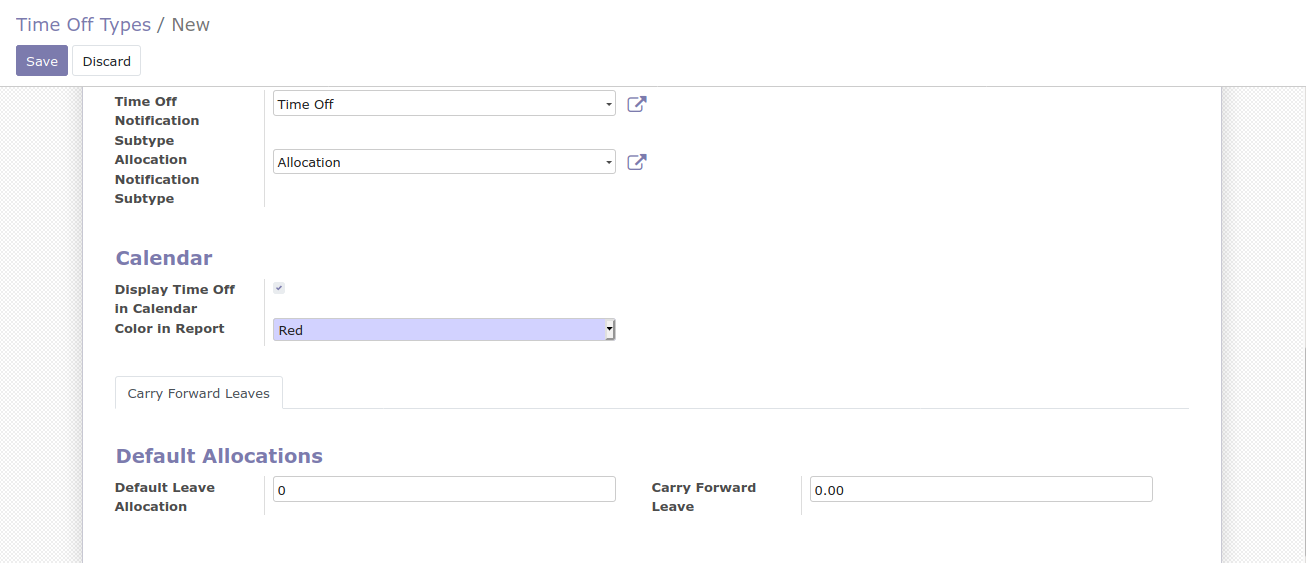 Time Off Types / New
Save Discard
Time Off
Notification
Subtype
Time Off
Allocation
Notification
Subtype
Allocation
Calendar
Display Time Off
in Calendar
Color in Report
Red
Carry Forward Leaves
Default Allocations
Default Leave
Allocation
0
Carry Forward
Leave
0.00